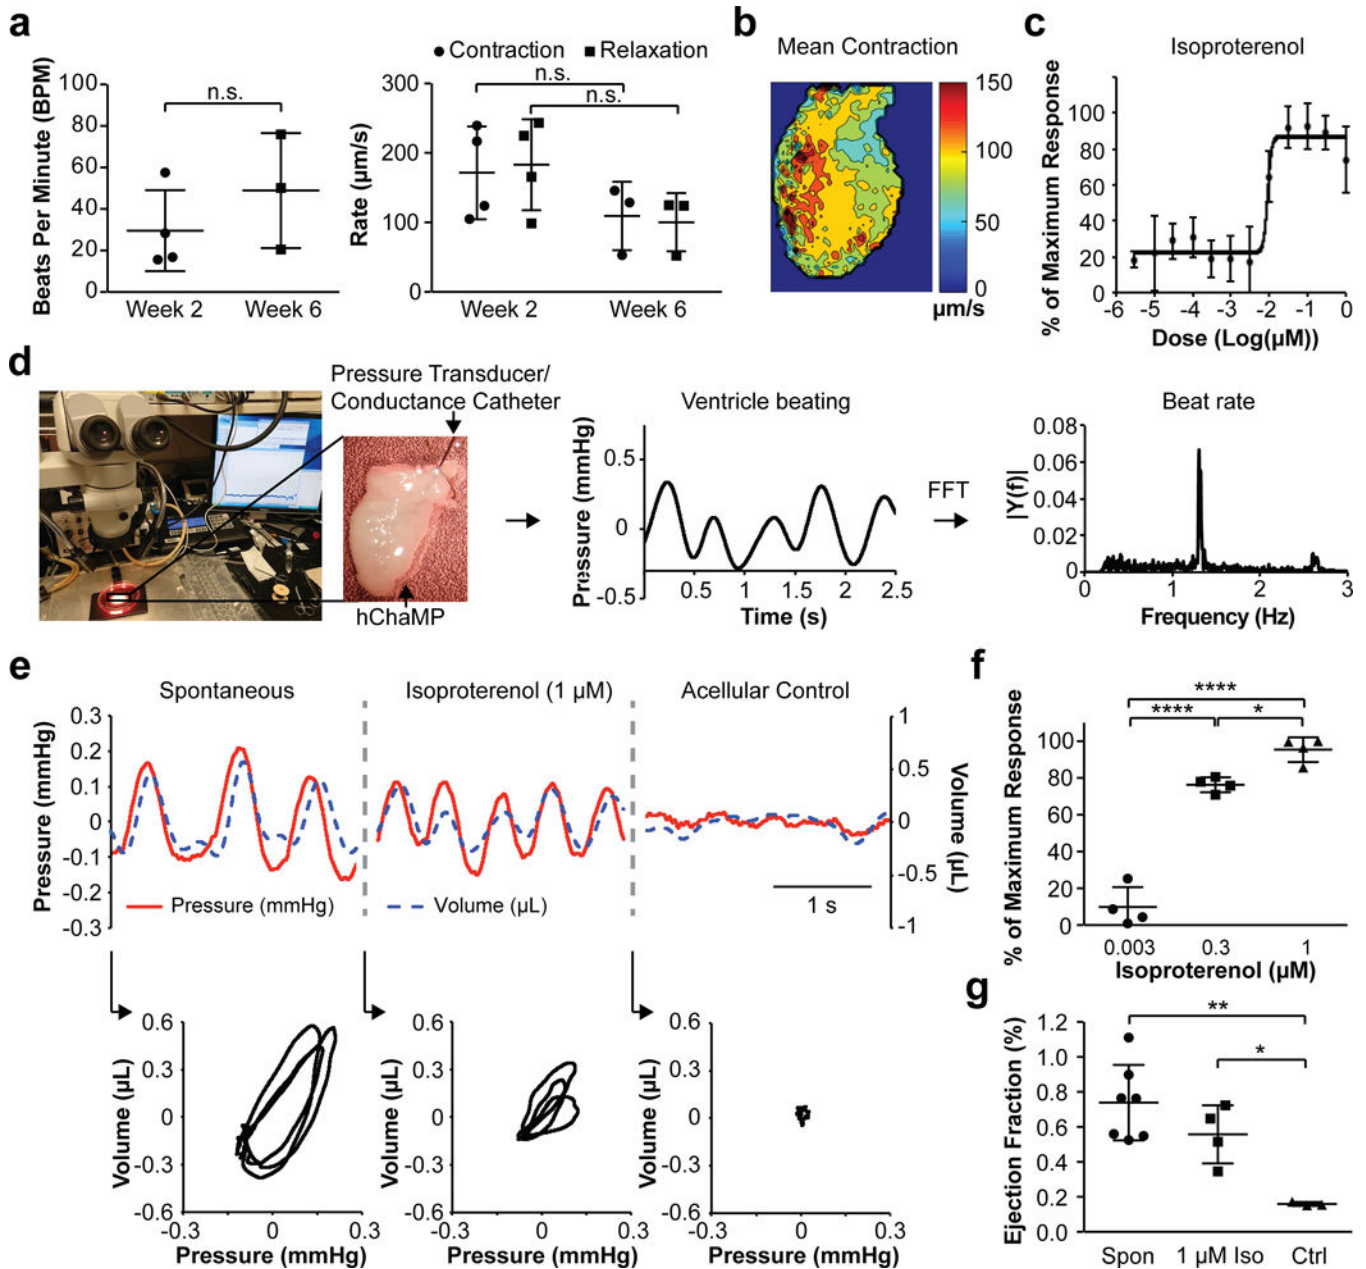 a
● Contraction ■ Relaxation
Beats Per Minute (BPM)
100
80
60
40
20
0
n.s.
Week 2
Week 6
Rate (µm/s)
300
200
100
0
n.s.
n.s.
Week 2
Week 6
b
Mean Contraction
150
100
50
0
µm/s
c
Isoproterenol
% of Maximum Response
100
80
60
40
20
0
-6 -5 -4 -3 -2 -1 0
Dose (Log(µM))
d
Pressure Transducer/
Conductance Catheter
hChaMP
Ventricle beating
Pressure (mmHg)
0.5
0
-0.5
0 0.5 1 1.5 2 2.5
Time (s)
FFT
Beat rate
|Y(f)|
0.08
0.06
0.04
0.02
0
0 1 2 3
Frequency (Hz)
e
Spontaneous
Isoproterenol (1 µM)
Acellular Control
Pressure (mmHg)
0.3
0.2
0.1
0
-0.1
-0.2
-0.3
Pressure (mmHg)
Volume (µL)
1 s
1
0.5
0
-0.5
-1
Volume (µL)
Volume (µL)
0.6
0.3
0
-0.3
-0.6
-0.3 0 0.3
Pressure (mmHg)
Volume (µL)
0.6
0.3
0
-0.3
-0.6
-0.3 0 0.3
Pressure (mmHg)
Volume (µL)
0.6
0.3
0
-0.3
-0.6
-0.3 0 0.3
Pressure (mmHg)
f
% of Maximum Response
100
80
60
40
20
0
****
**** *
0.003 0.3 1
Isoproterenol (µM)
g
Ejection Fraction (%)
1.2
1.0
0.8
0.6
0.4
0.2
0.0
**
*
Spon 1 µM Iso Ctrl